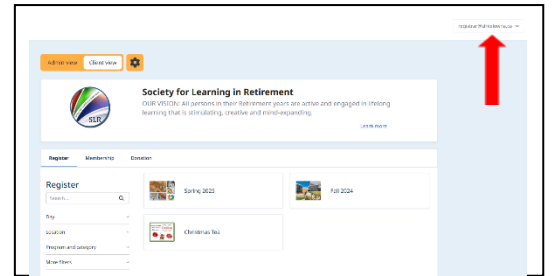 Admin view Client view
SLR
Society for Learning in Retirement
OUR VISION: All persons in their Retirement years are active and engaged in lifelong
learning that is stimulating, creative and mind-expanding.
Learn more
Register Membership Donation
Register
Search...
Day
Location
Program and category
More filters
Spring 2025
Fall 2024
Christmas Tea